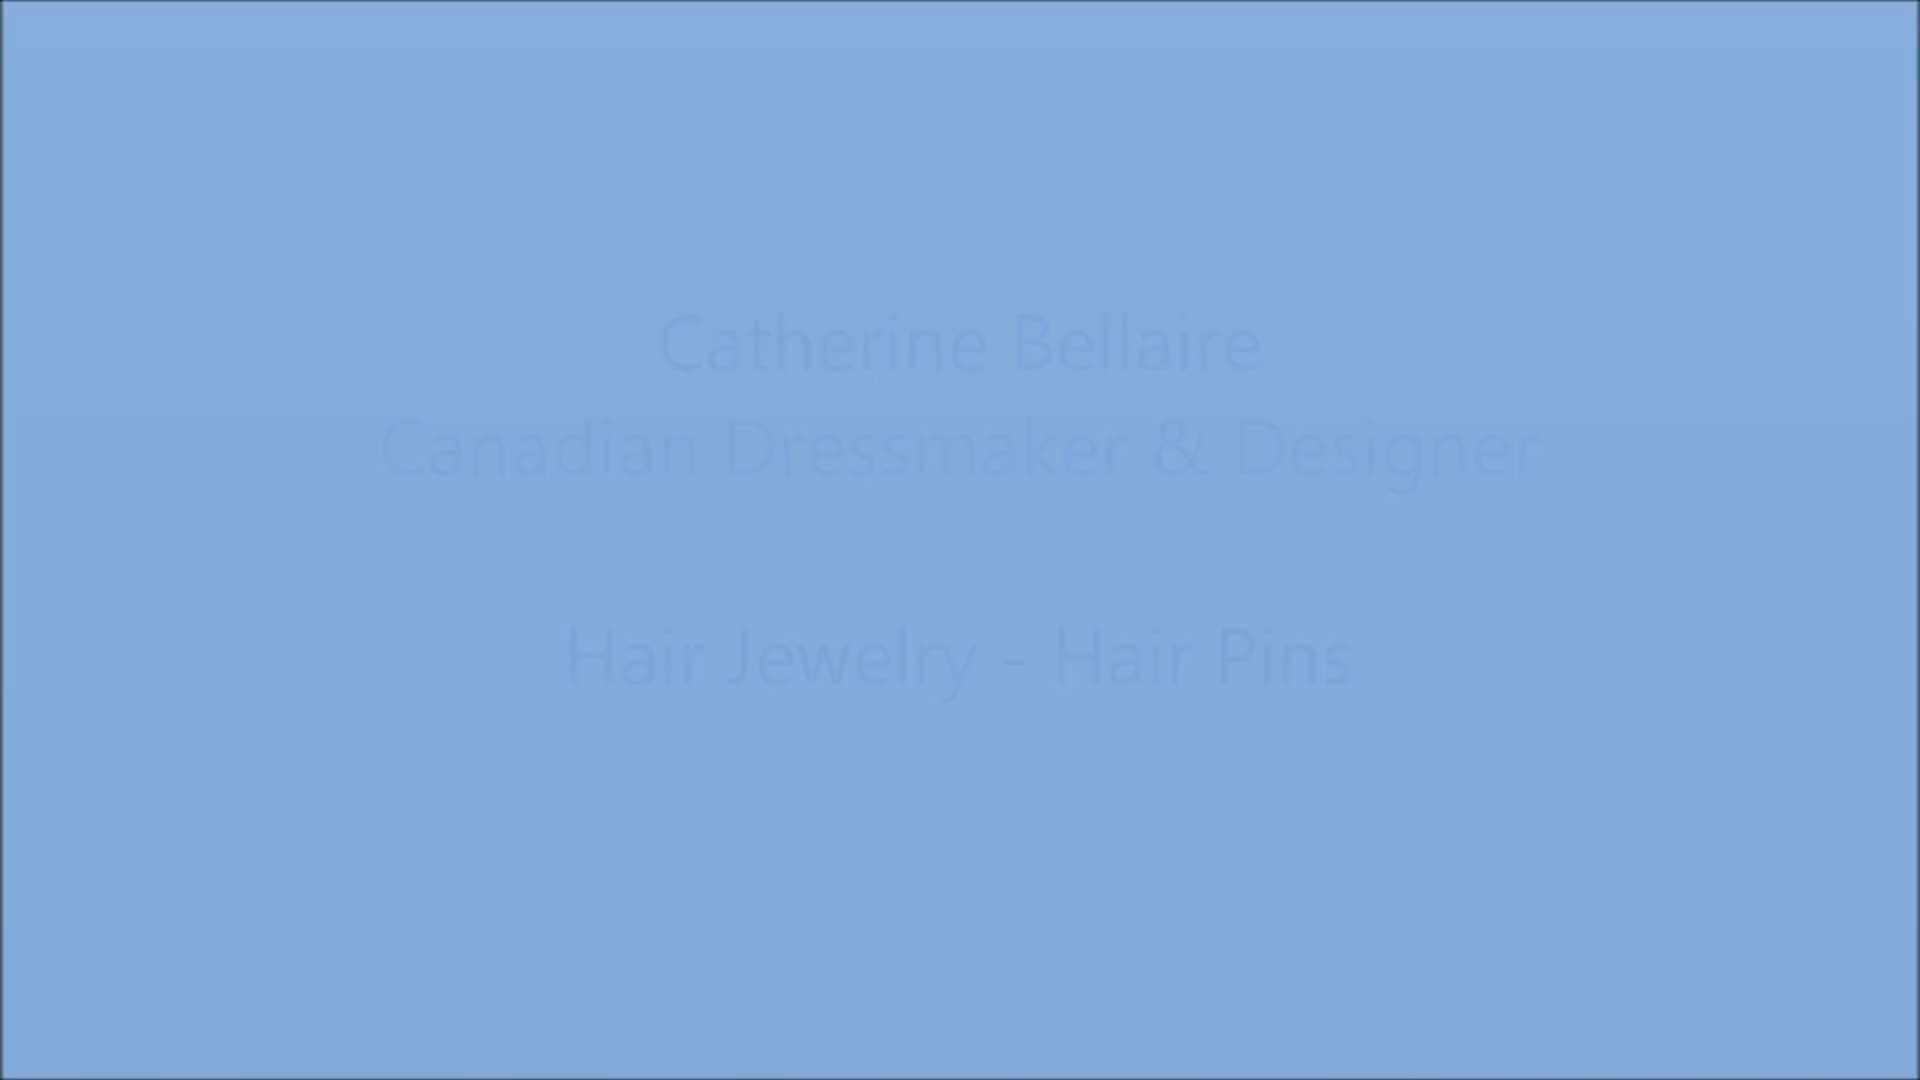 Catherine Bellaire
Canadian Dressmaker & Designer
Hair Jewelry - Hair Pins